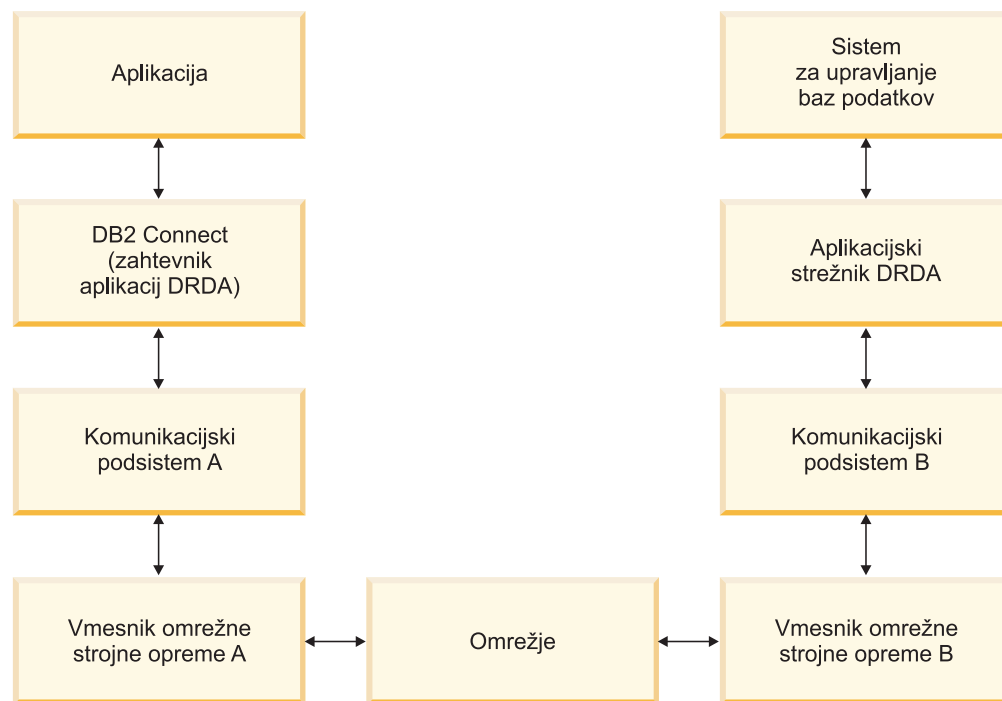 Aplikacija
DB2 Connect
(zahtevnik
aplikacij DRDA)
Komunikacijski
podsistem A
Vmesnik omrežne
strojne opreme A
Omrežje
Sistem
za upravljanje
baz podatkov
Aplikacijski
strežnik DRDA
Komunikacijski
podsistem B
Vmesnik omrežne
strojne opreme B